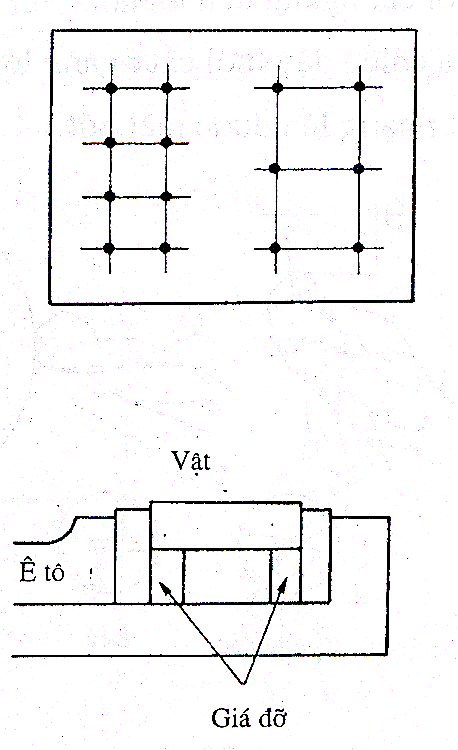 Vật
Ê tô
Giá đỡ